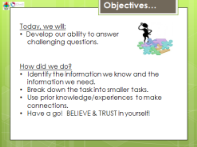 Objectives...
Today, we will:
• Develop our ability to answer
challenging questions.
How did we do?
• Identify the information we know and the
information we need.
• Break down the task into smaller tasks.
• Use prior knowledge/experiences to make
connections.
• Have a go! BELIEVE & TRUST in yourself!